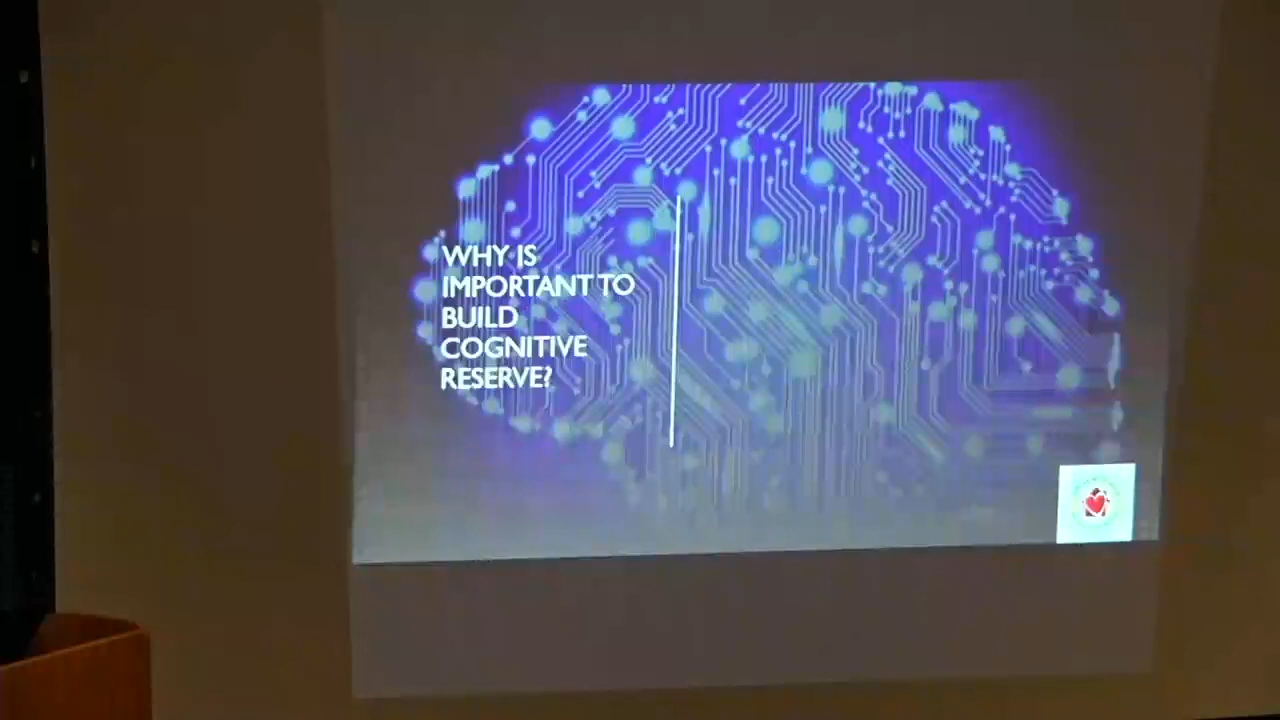 WHY IS
IMPORTANT TO
BUILD
COGNITIVE
RESERVE?